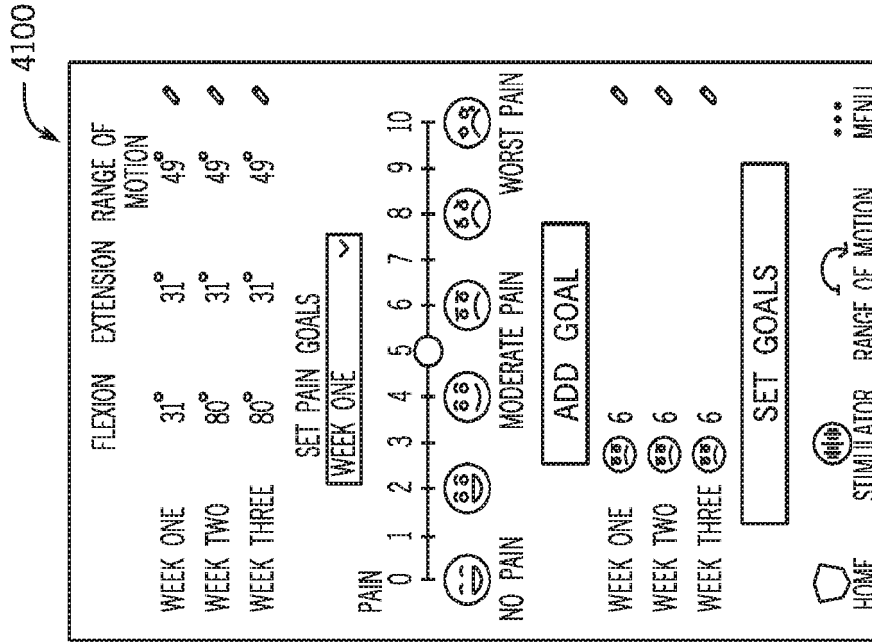 4100
FLEXION EXTENSION RANGE OF MOTION
WEEK ONE 31° 31° 49°
WEEK TWO 80° 31° 49°
WEEK THREE 80° 31° 49°
SET PAIN GOALS
WEEK ONE
PAIN
0 1 2 3 4 5 6 7 8 9 10
NO PAIN MODERATE PAIN WORST PAIN
ADD GOAL
WEEK ONE 6
WEEK TWO 6
WEEK THREE 6
SET GOALS
HOME STIMULATOR RANGE OF MOTION MENU